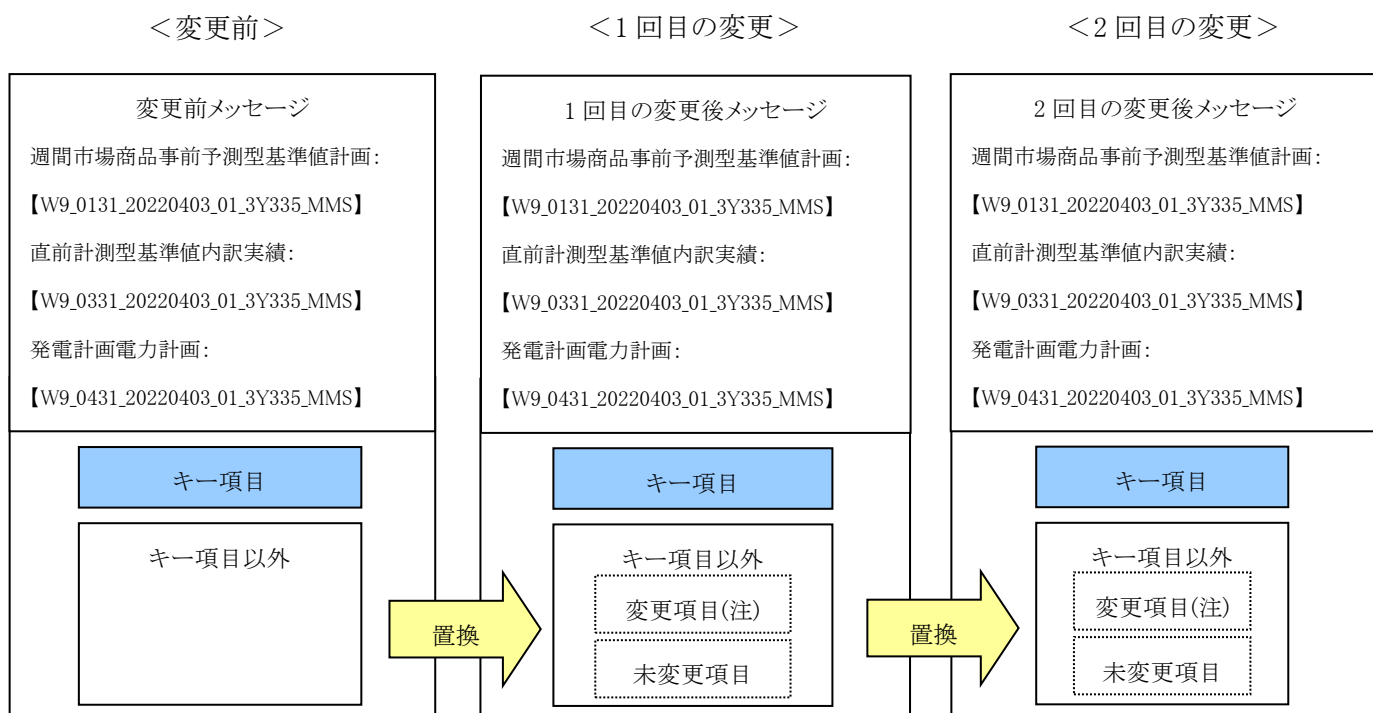 <変更前>
変更前メッセージ
週間市場商品事前予測型基準値計画:
【W9_0131_20220403_01_3Y335_MMS】
直前計測型基準値内訳実績:
【W9_0331_20220403_01_3Y335_MMS】
発電計画電力計画:
【W9_0431_20220403_01_3Y335_MMS】
キー項目
キー項目以外
置換
<1回目の変更>
1回目の変更後メッセージ
週間市場商品事前予測型基準値計画:
【W9_0131_20220403_01_3Y335_MMS】
直前計測型基準値内訳実績:
【W9_0331_20220403_01_3Y335_MMS】
発電計画電力計画:
【W9_0431_20220403_01_3Y335_MMS】
キー項目
キー項目以外
変更項目(注)
未変更項目
置換
<2回目の変更>
2回目の変更後メッセージ
週間市場商品事前予測型基準値計画:
【W9_0131_20220403_01_3Y335_MMS】
直前計測型基準値内訳実績:
【W9_0331_20220403_01_3Y335_MMS】
発電計画電力計画:
【W9_0431_20220403_01_3Y335_MMS】
キー項目
キー項目以外
変更項目(注)
未変更項目